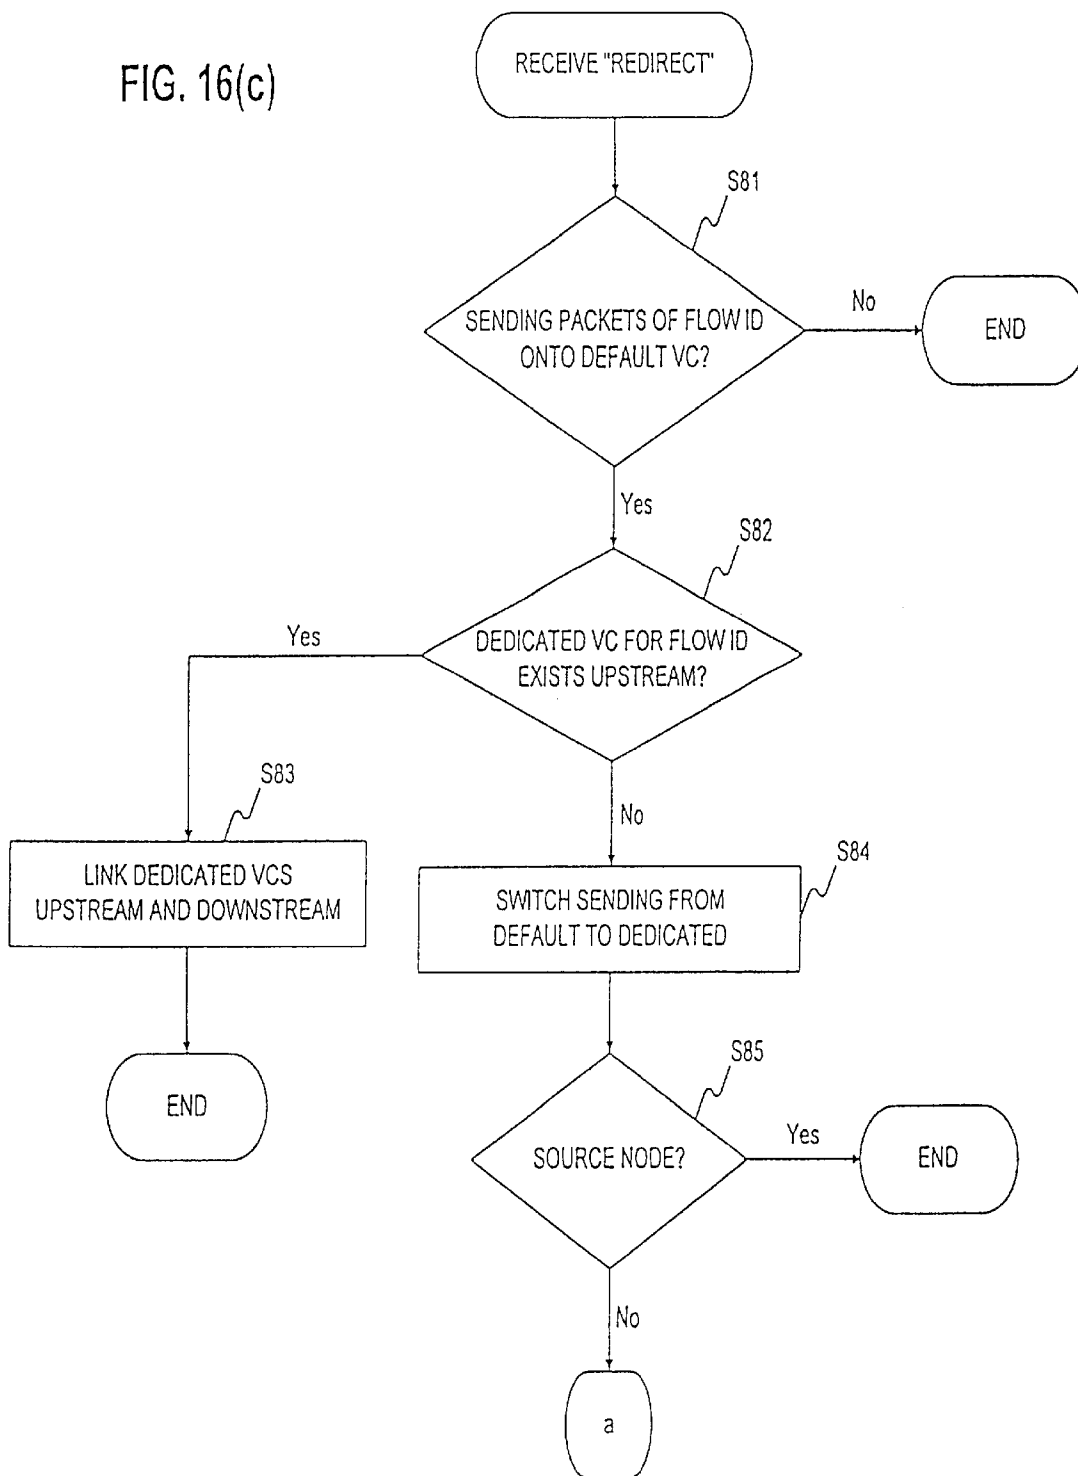 FIG. 16(c)
RECEIVE "REDIRECT"
S81
SENDING PACKETS OF FLOW ID
ONTO DEFAULT VC?
No
END
Yes
S82
DEDICATED VC FOR FLOW ID
EXISTS UPSTREAM?
Yes
S83
LINK DEDICATED VCS
UPSTREAM AND DOWNSTREAM
END
No
S84
SWITCH SENDING FROM
DEFAULT TO DEDICATED
S85
SOURCE NODE?
Yes
END
No
a